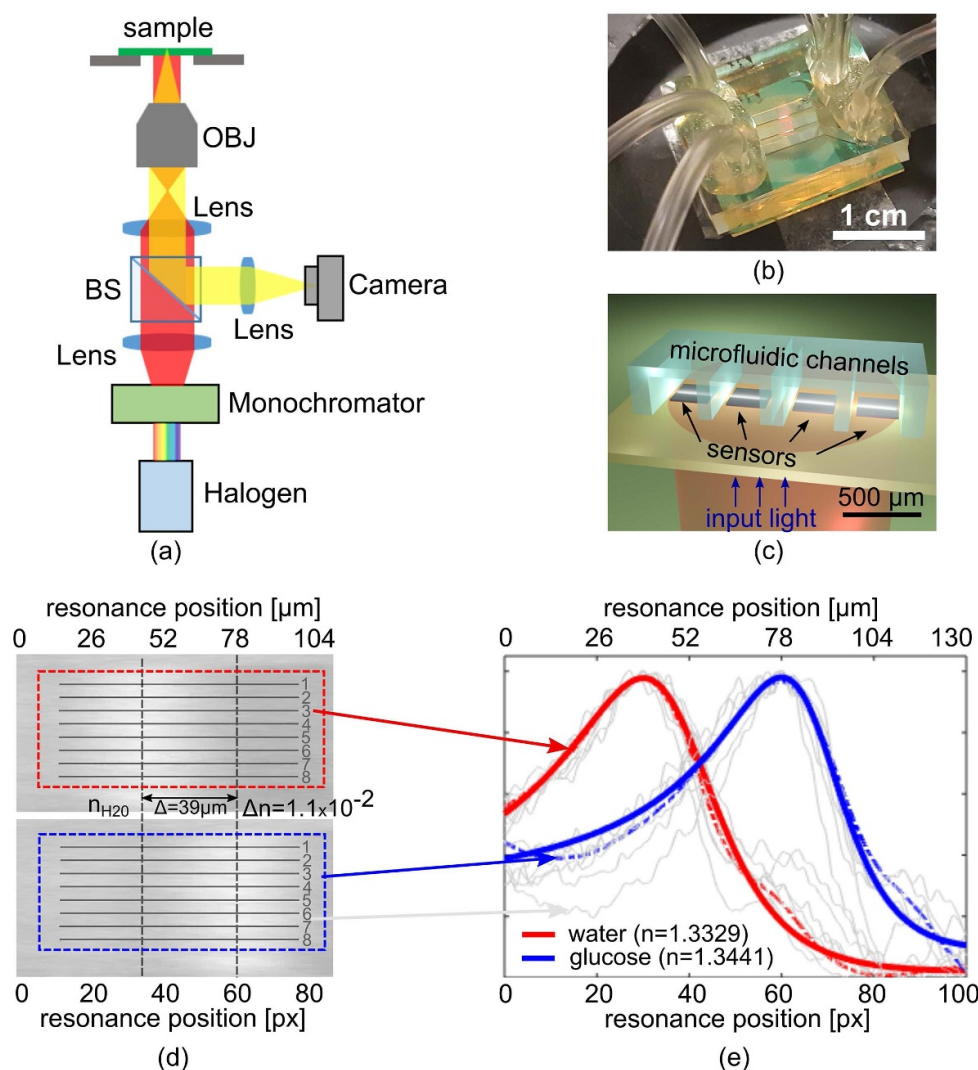 sample
OBJ
Lens
BS
Camera
Lens
Lens
Monochromator
Halogen
(a)
1 cm
(b)
microfluidic channels
sensors
500 μm
input light
(c)
resonance position [μm]
0 26 52 78 104
1
2
3
4
5
6
7
8
nH20 Δ=39μm Δn=1.1x10-2
1
2
3
4
5
6
7
8
0 20 40 60 80
resonance position [px]
(d)
resonance position [μm]
0 26 52 78 104 130
water (n=1.3329)
glucose (n=1.3441)
0 20 40 60 80 100
resonance position [px]
(e)